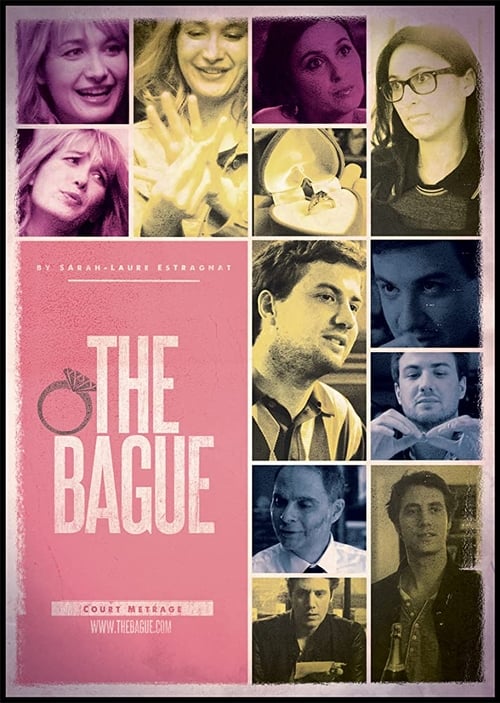 BY SARAH-LAURE ESTRAGNAT
THE
BAGUE
COURT METRAGE
WWW.THEBAGUE.COM